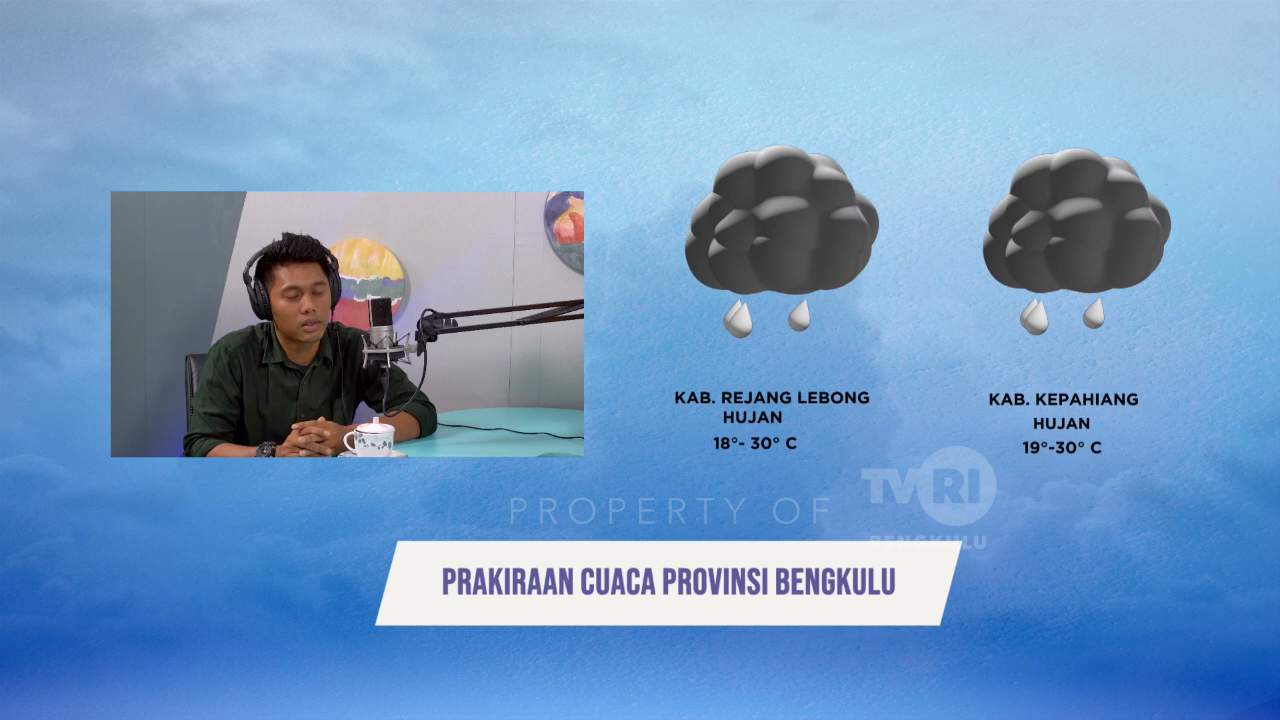 KAB. REJANG LEBONG
HUJAN
18°- 30° C
KAB. KEPAHIANG
HUJAN
19°-30° C
PROPERTY OF
TVRI
BENGKULU
PRAKIRAAN CUACA PROVINSI BENGKULU